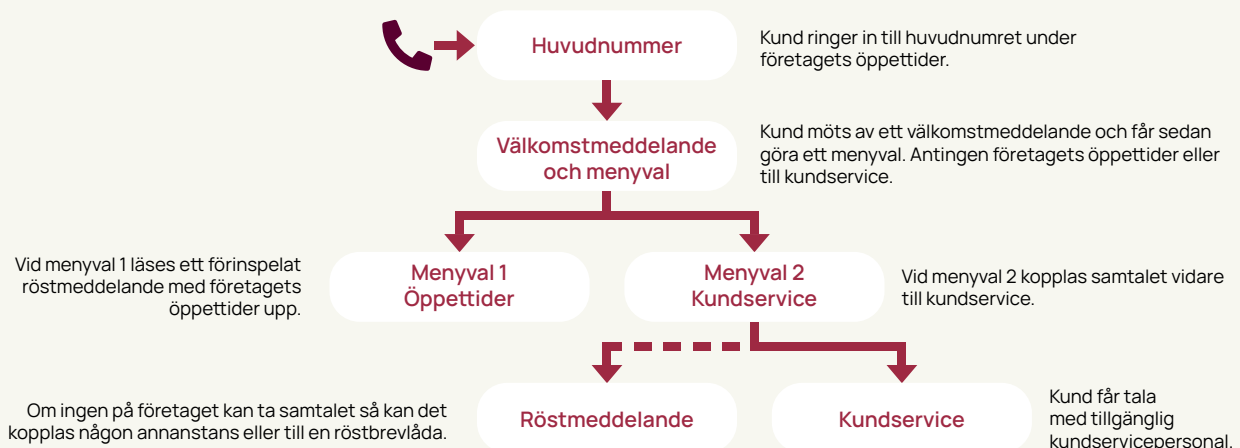 Huvudnummer
Kund ringer in till huvudnumret under
företagets öppettider.
Välkomstmeddelande
och menyval
Kund möts av ett välkomstmeddelande och får sedan
göra ett menyval. Antingen företagets öppettider eller
till kundservice.
Vid menyval 1 läses ett förinspelat
röstmeddelande med företagets
öppettider upp.
Menyval 1
Öppettider
Menyval 2
Kundservice
Vid menyval 2 kopplas samtalet vidare
till kundservice.
Om ingen på företaget kan ta samtalet så kan det
kopplas någon annanstans eller till en röstbrevlåda.
Röstmeddelande
Kundservice
Kund får tala
med tillgänglig
kundservicepersonal.